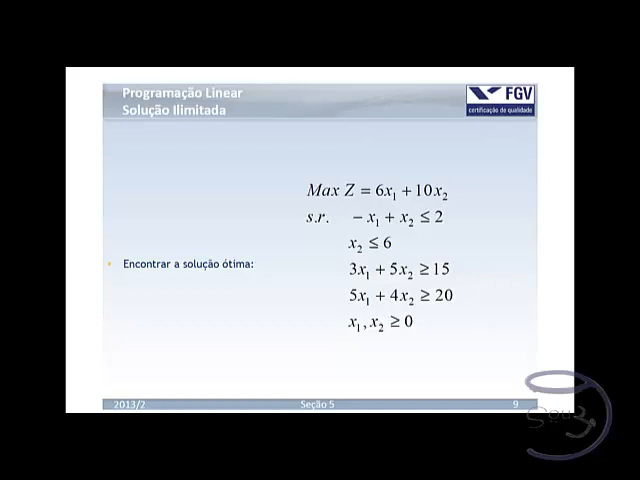 Programação Linear
Solução Ilimitada
FGV
certificação de qualidade
Max Z = 6x₁ + 10x₂
s.r. − x₁ + x₂ ≤ 2
x₂ ≤ 6
• Encontrar a solução ótima:
3x₁ + 5x₂ ≥ 15
5x₁ + 4x₂ ≥ 20
x₁, x₂ ≥ 0
2013/2 Seção 5 9